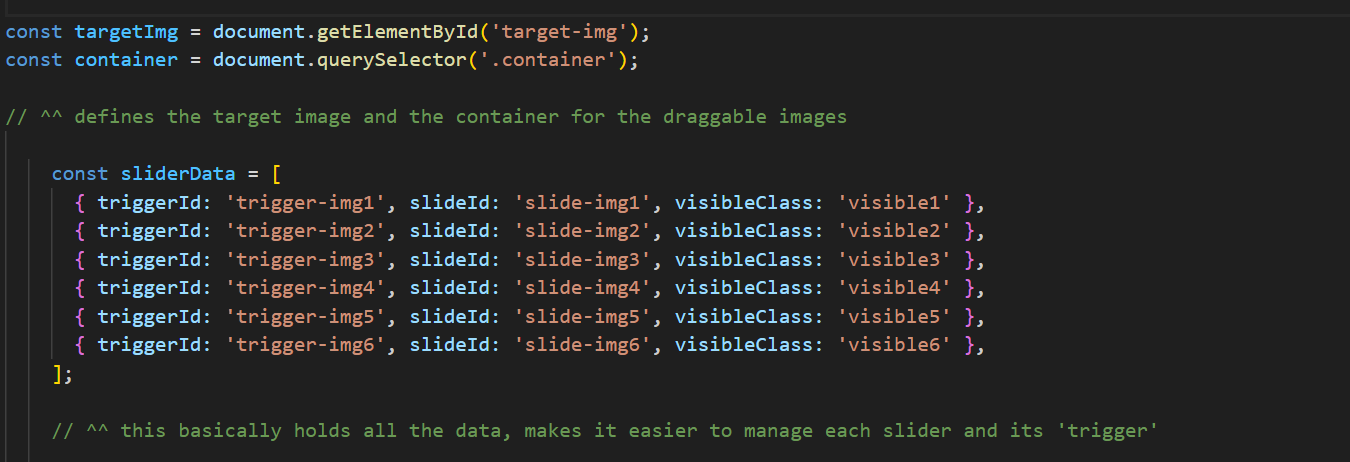 const targetImg = document.getElementById('target-img');
const container = document.querySelector('.container');
// ^^ defines the target image and the container for the draggable images
const sliderData = [
{ triggerId: 'trigger-img1', slideId: 'slide-img1', visibleClass: 'visible1' },
{ triggerId: 'trigger-img2', slideId: 'slide-img2', visibleClass: 'visible2' },
{ triggerId: 'trigger-img3', slideId: 'slide-img3', visibleClass: 'visible3' },
{ triggerId: 'trigger-img4', slideId: 'slide-img4', visibleClass: 'visible4' },
{ triggerId: 'trigger-img5', slideId: 'slide-img5', visibleClass: 'visible5' },
{ triggerId: 'trigger-img6', slideId: 'slide-img6', visibleClass: 'visible6' },
];
// ^^ this basically holds all the data, makes it easier to manage each slider and its 'trigger'